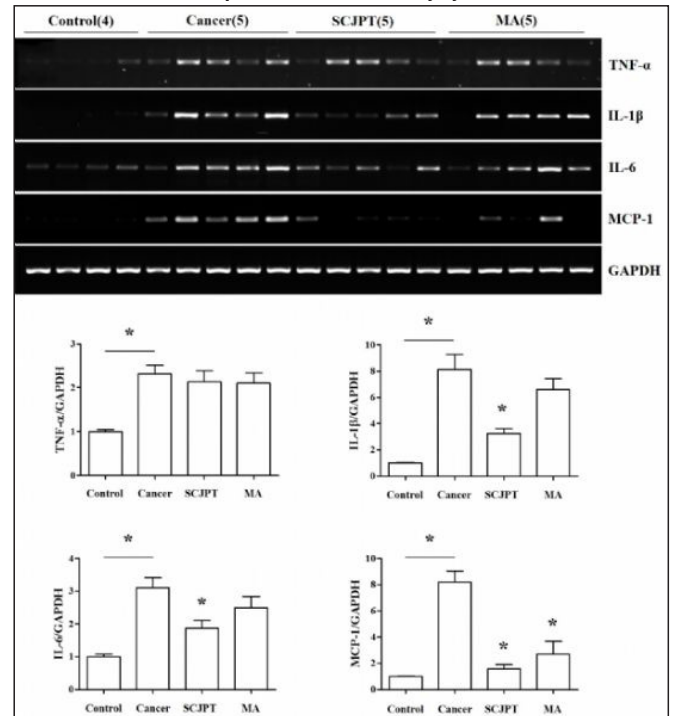 Control(4) Cancer(5) SCJPT(5) MA(5)
TNF-α
IL-1β
IL-6
MCP-1
GAPDH
*
TNF-α/GAPDH
3
2
1
0
Control Cancer SCJPT MA
*
*
IL-1β/GAPDH
10
8
6
4
2
0
Control Cancer SCJPT MA
*
*
IL-6/GAPDH
4
3
2
1
0
Control Cancer SCJPT MA
*
*
*
MCP-1/GAPDH
10
8
6
4
2
0
Control Cancer SCJPT MA